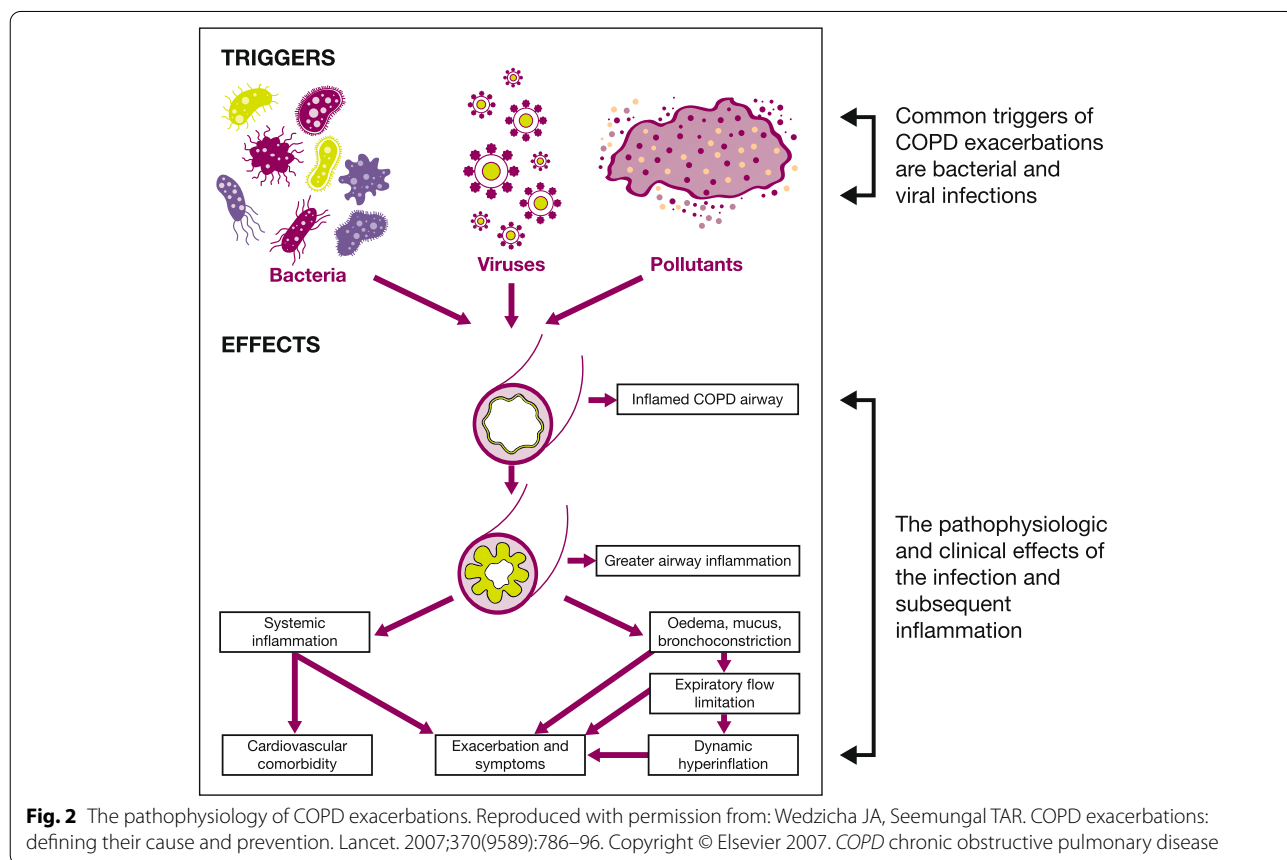 TRIGGERS
Bacteria
Viruses
Pollutants
Common triggers of
COPD exacerbations
are bacterial and
viral infections
EFFECTS
Inflamed COPD airway
Greater airway inflammation
Systemic
inflammation
Oedema, mucus,
bronchoconstriction
Expiratory flow
limitation
Cardiovascular
comorbidity
Exacerbation and
symptoms
Dynamic
hyperinflation
The pathophysiologic
and clinical effects of
the infection and
subsequent
inflammation
Fig. 2 The pathophysiology of COPD exacerbations. Reproduced with permission from: Wedzicha JA, Seemungal TAR. COPD exacerbations:
defining their cause and prevention. Lancet. 2007;370(9589):786–96. Copyright © Elsevier 2007. COPD chronic obstructive pulmonary disease